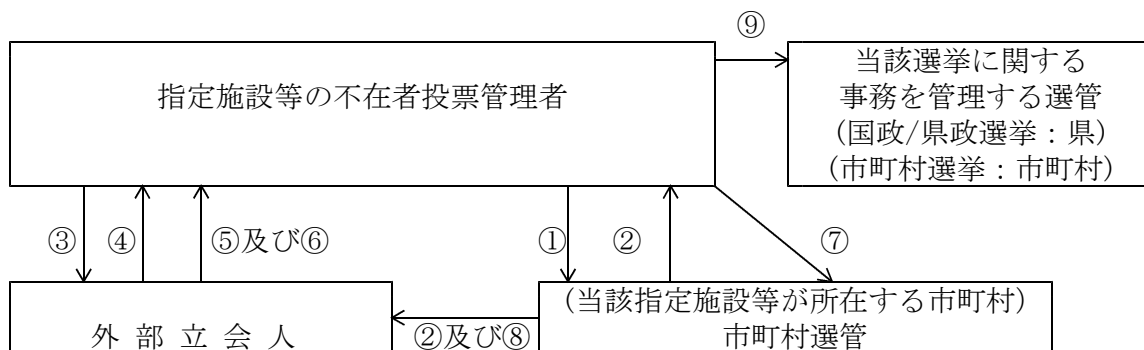 ⑨
指定施設等の不在者投票管理者
当該選挙に関する
事務を管理する選管
(国政/県政選挙：県)
(市町村選挙：市町村)
③
④
⑤及び⑥
①
②
⑦
外 部 立 会 人
②及び⑧
(当該指定施設等が所在する市町村)
市町村選管